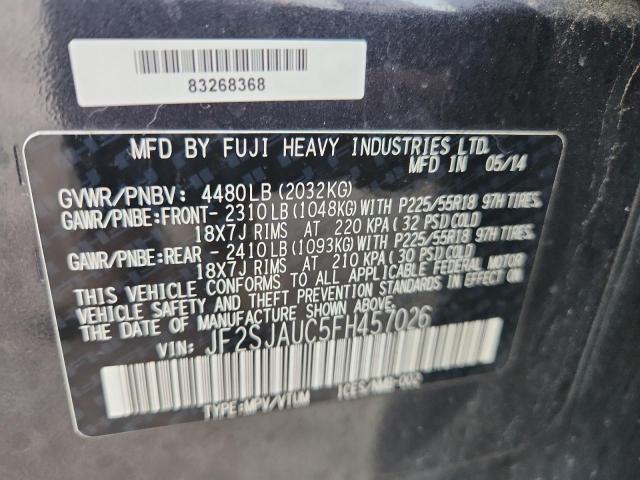 83268368
MFD BY FUJI HEAVY INDUSTRIES LTD.
MFD IN 05/14
GVWR/PNBV: 4480LB (2032KG)
GAWR/PNBE:FRONT- 2310LB (1048KG) WITH P225/55R18 97H TIRES,
18X7J RIMS AT 220 KPA ( 32 PSI) COLD
GAWR/PNBE:REAR - 2410LB (1093KG) WITH P225/55R18 97H TIRES,
18X7J RIMS AT 210 KPA ( 30 PSI) COLD
THIS VEHICLE CONFORMS TO ALL APPLICABLE FEDERAL MOTOR
VEHICLE SAFETY AND THEFT PREVENTION STANDARDS IN EFFECT ON THE
DATE OF MANUFACTURE SHOWN ABOVE.
VIN: JF2SJAUC5FH457026
TYPE:MPV/VTUM ICES/NMB-002